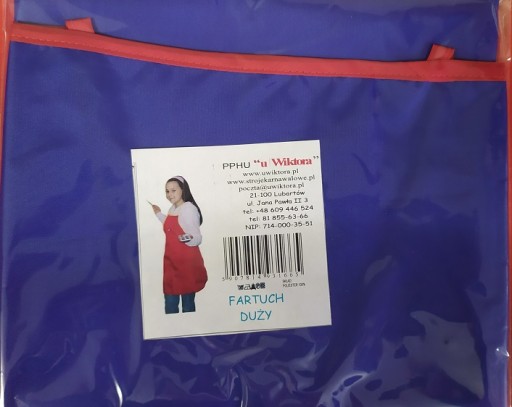 PPHU "u Wiktora"
www.uwiktora.pl
www.strojekarnawalowe.pl
poczta@uwiktora.pl
21-100 Lubartów
ul. Jana Pawła II 3
tel: +48 609 446 524
tel: 81 855-63-66
NIP: 714-000-35-51
FARTUCH
DUŻY